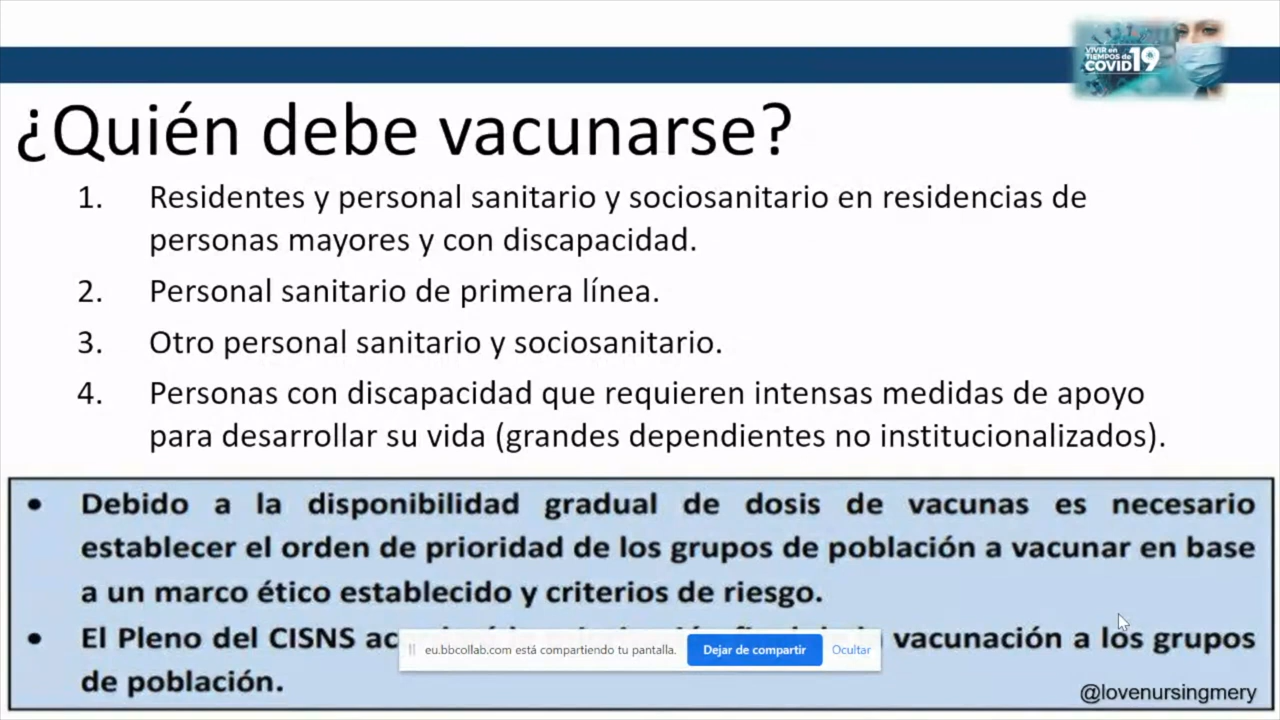 VIVIR en
TIEMPOS de
COVID19
¿Quién debe vacunarse?
1. Residentes y personal sanitario y sociosanitario en residencias de
personas mayores y con discapacidad.
2. Personal sanitario de primera línea.
3. Otro personal sanitario y sociosanitario.
4. Personas con discapacidad que requieren intensas medidas de apoyo
para desarrollar su vida (grandes dependientes no institucionalizados).
• Debido a la disponibilidad gradual de dosis de vacunas es necesario
establecer el orden de prioridad de los grupos de población a vacunar en base
a un marco ético establecido y criterios de riesgo.
• El Pleno del CISNS vacunación a los grupos
eu.bbcollab.com está compartiendo tu pantalla. Dejar de compartir Ocultar
de población.
@lovenursingmery